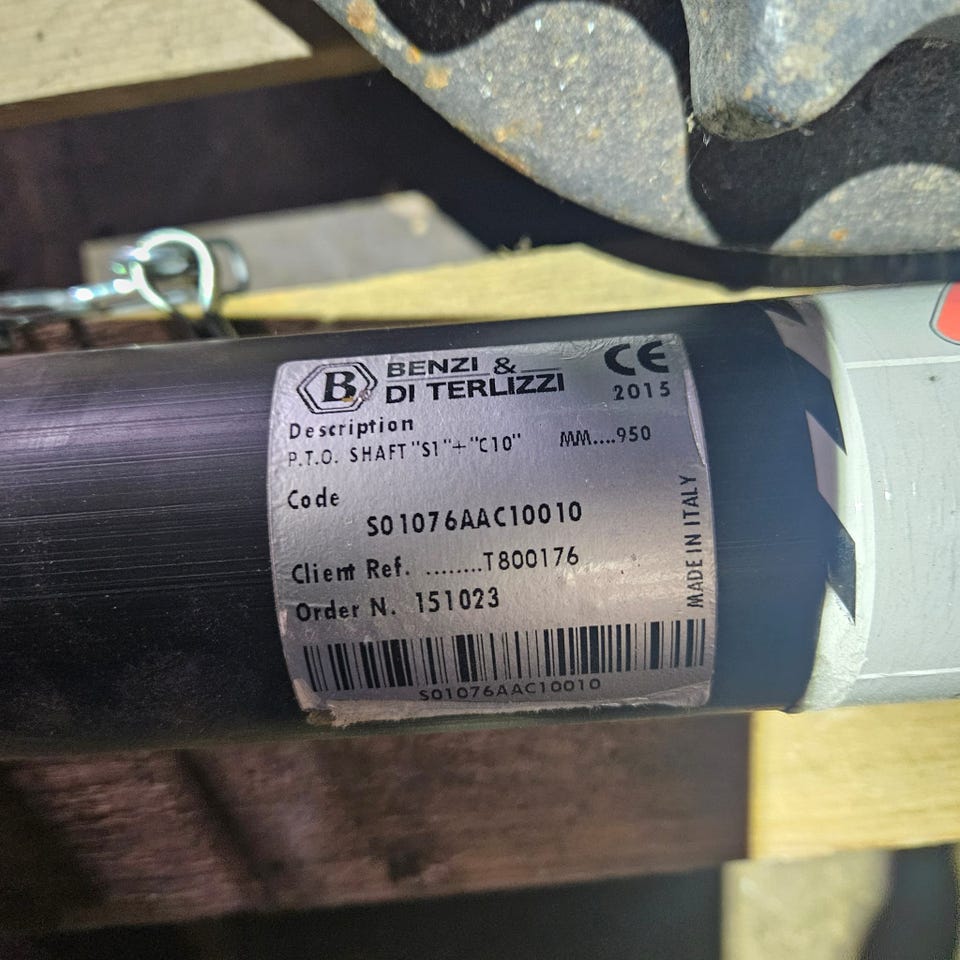 B BENZI &
DI TERLIZZI
CE
2015
Description
P.T.O. SHAFT "S1"+"C10" MM....950
Code
S01076AAC10010
Client Ref. ........T800176
Order N. 151023
MADE IN ITALY
S01076AAC10010